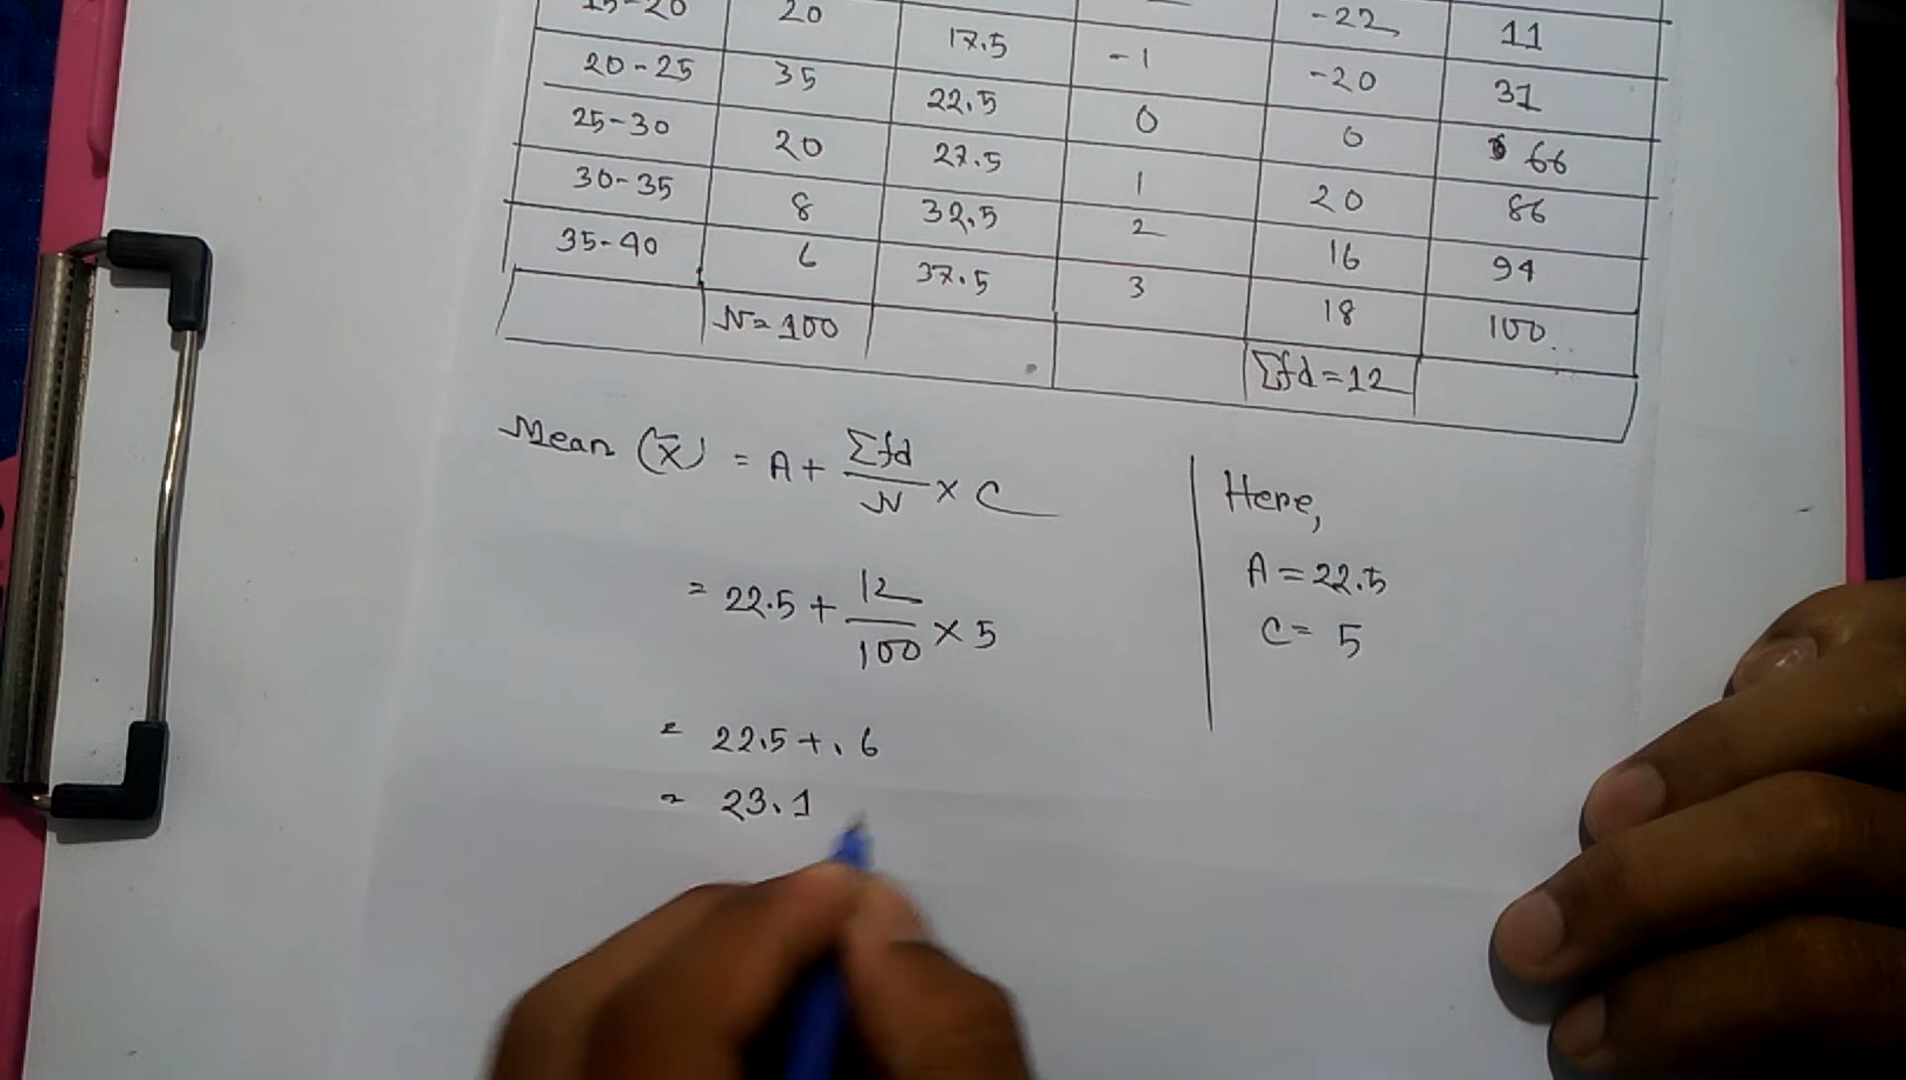 15-20 20 -22 11
20-25 35 17.5 -1 -20 31
25-30 20 22.5 0 0 66
30-35 8 27.5 1 20 86
35-40 6 32.5 2 16 94
N= 100 37.5 3 18 100
Σfd=12
Mean (x̄) = A + Σfd/N × C
= 22.5 + 12/100 × 5
= 22.5 + .6
= 23.1
Here,
A = 22.5
C = 5